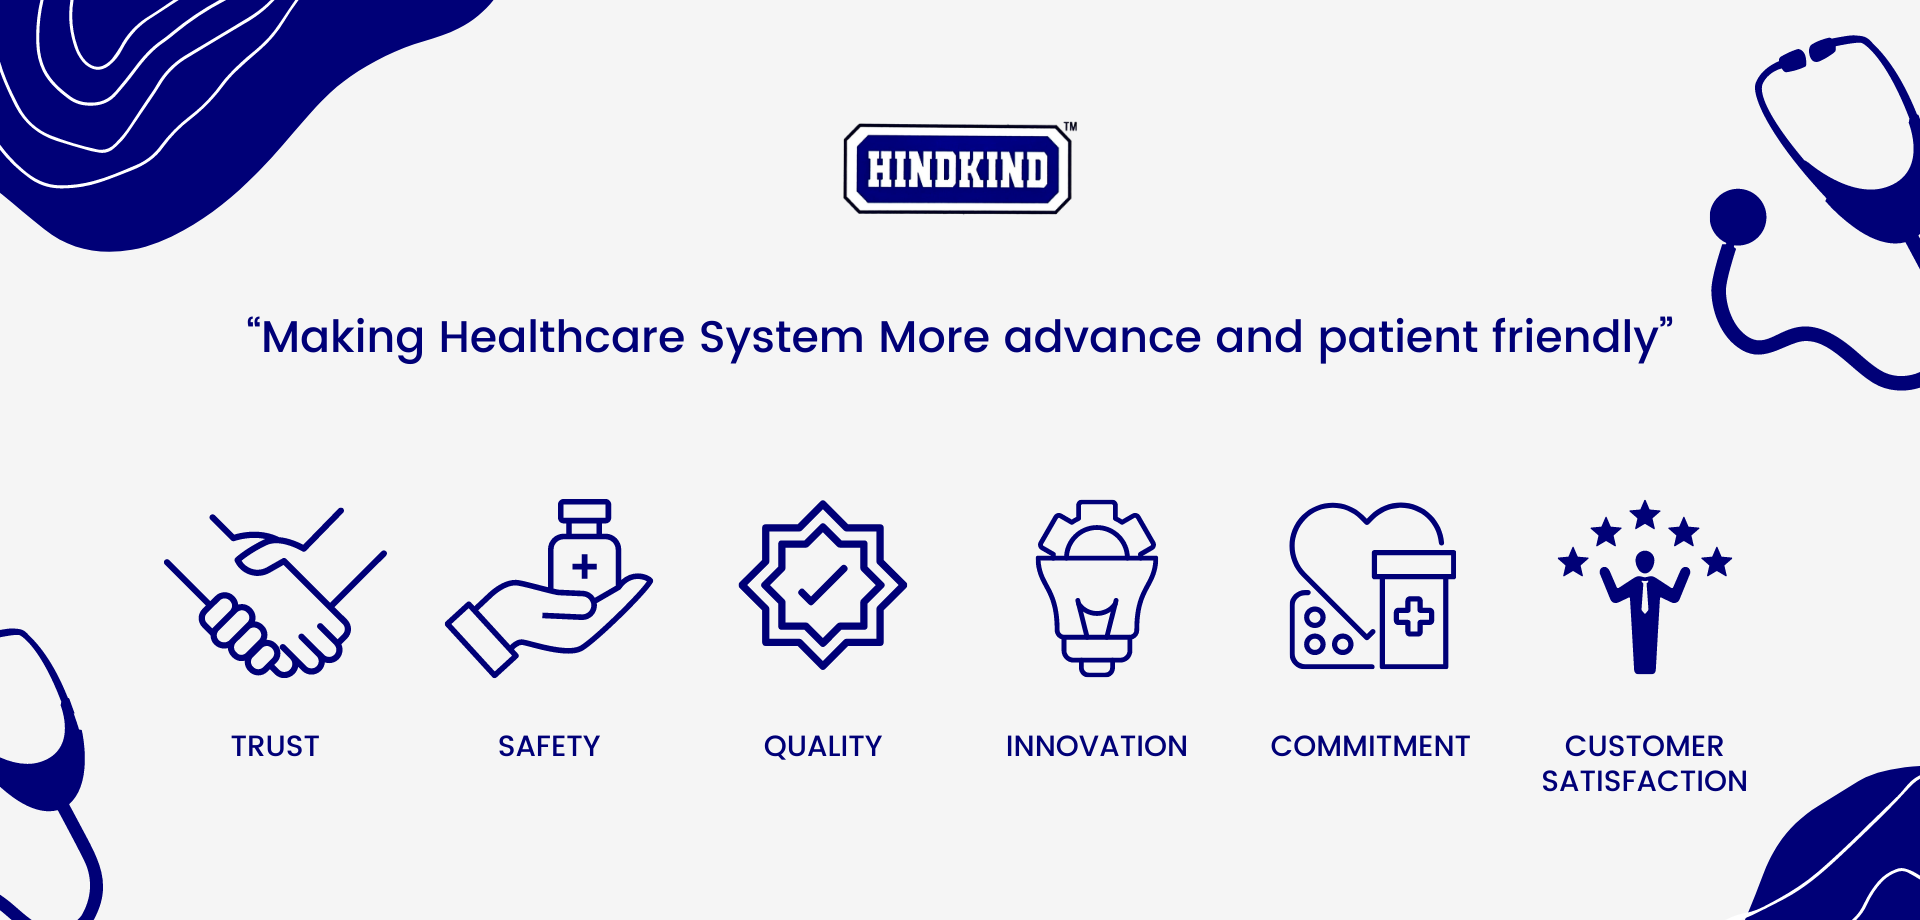 HINDKIND TM
“Making Healthcare System More advance and patient friendly”
TRUST
SAFETY
QUALITY
INNOVATION
COMMITMENT
CUSTOMER
SATISFACTION